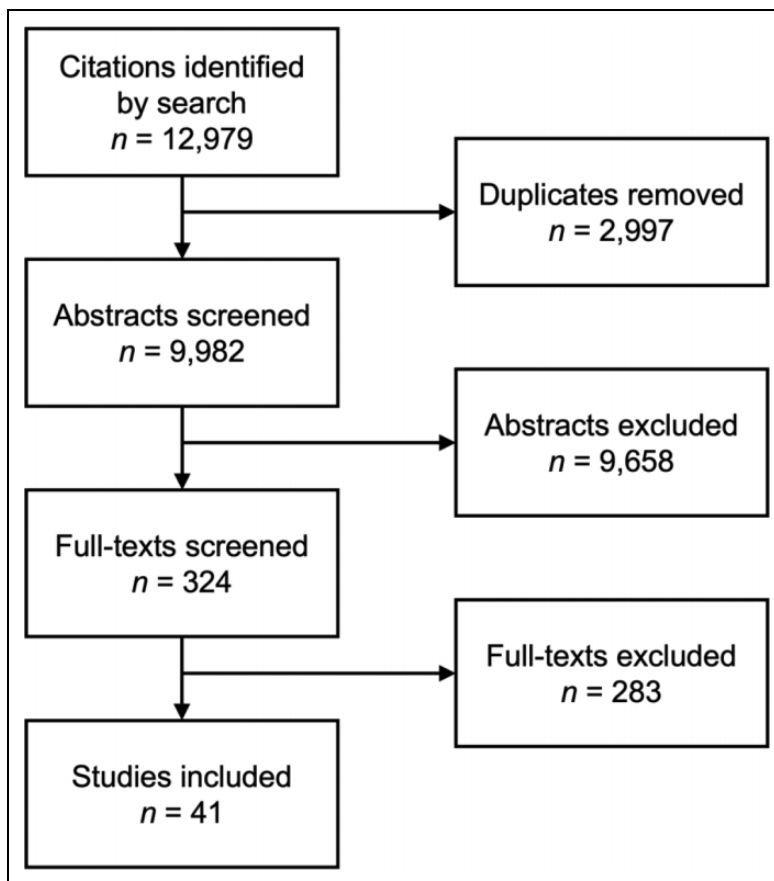 Citations identified
by search
n = 12,979
Duplicates removed
n = 2,997
Abstracts screened
n = 9,982
Abstracts excluded
n = 9,658
Full-texts screened
n = 324
Full-texts excluded
n = 283
Studies included
n = 41